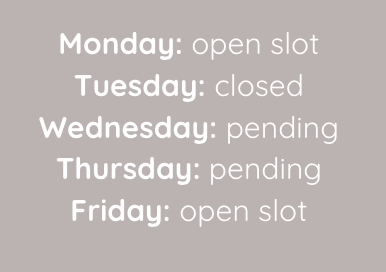 Monday: open slot
Tuesday: closed
Wednesday: pending
Thursday: pending
Friday: open slot